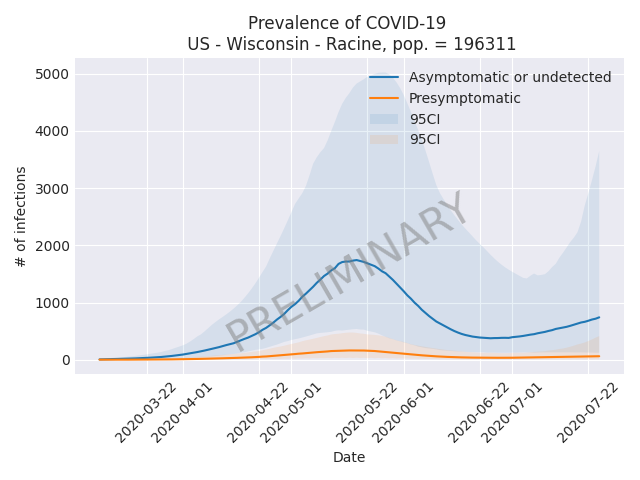 Prevalence of COVID-19
US - Wisconsin - Racine, pop. = 196311
Asymptomatic or undetected
Presymptomatic
95CI
95CI
5000
4000
3000
2000
1000
0
# of infections
PRELIMINARY
2020-03-22
2020-04-01
2020-04-22
2020-05-01
2020-05-22
2020-06-01
2020-06-22
2020-07-01
2020-07-22
Date